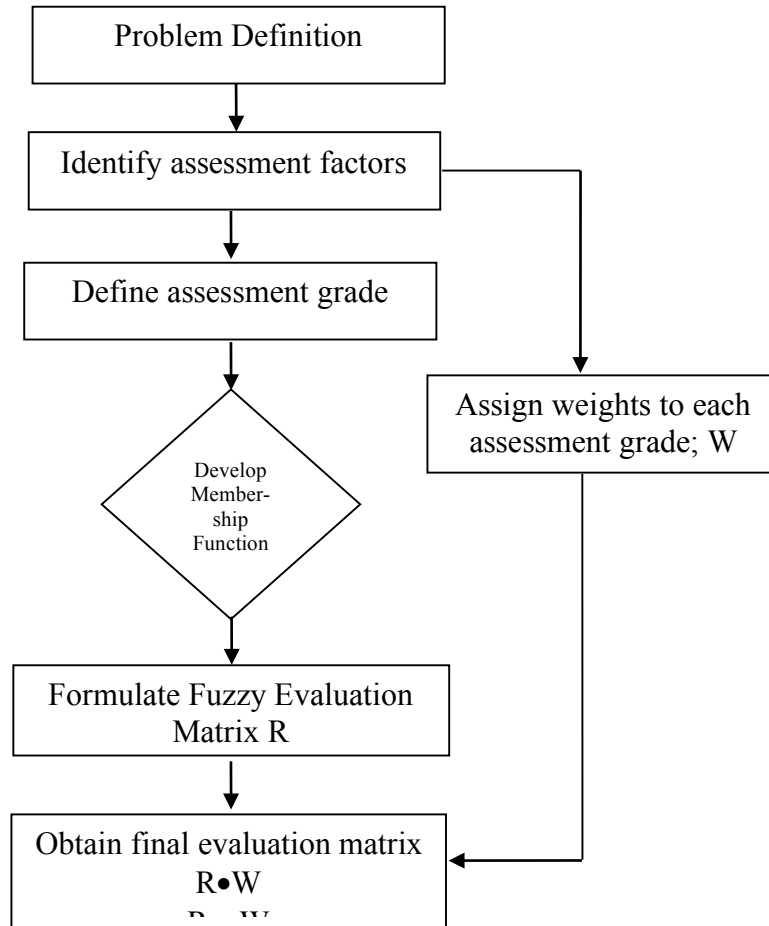 Problem Definition
Identify assessment factors
Define assessment grade
Assign weights to each
assessment grade; W
Develop
Member-
ship
Function
Formulate Fuzzy Evaluation
Matrix R
Obtain final evaluation matrix
R•W